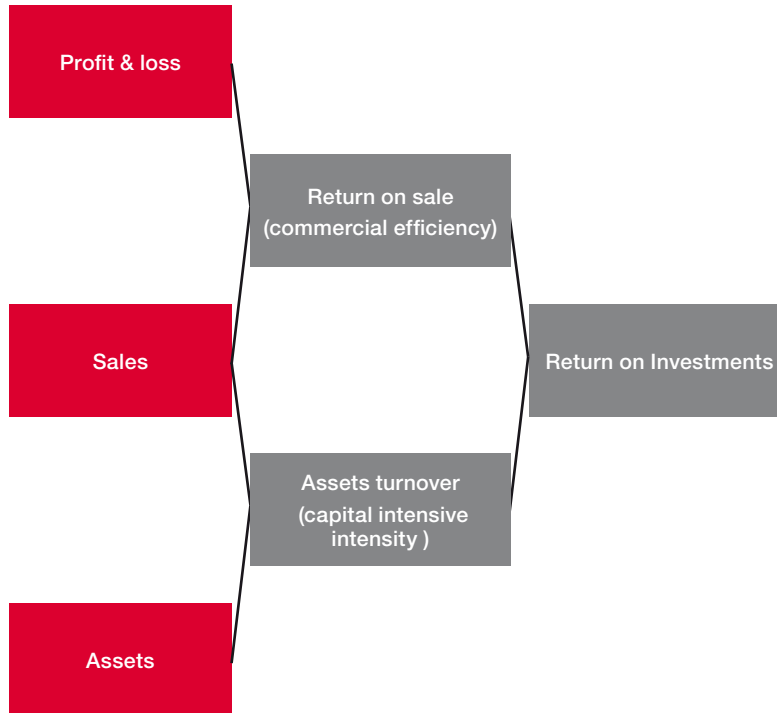 Profit & loss
Return on sale
(commercial efficiency)
Sales
Return on Investments
Assets turnover
(capital intensive
intensity )
Assets